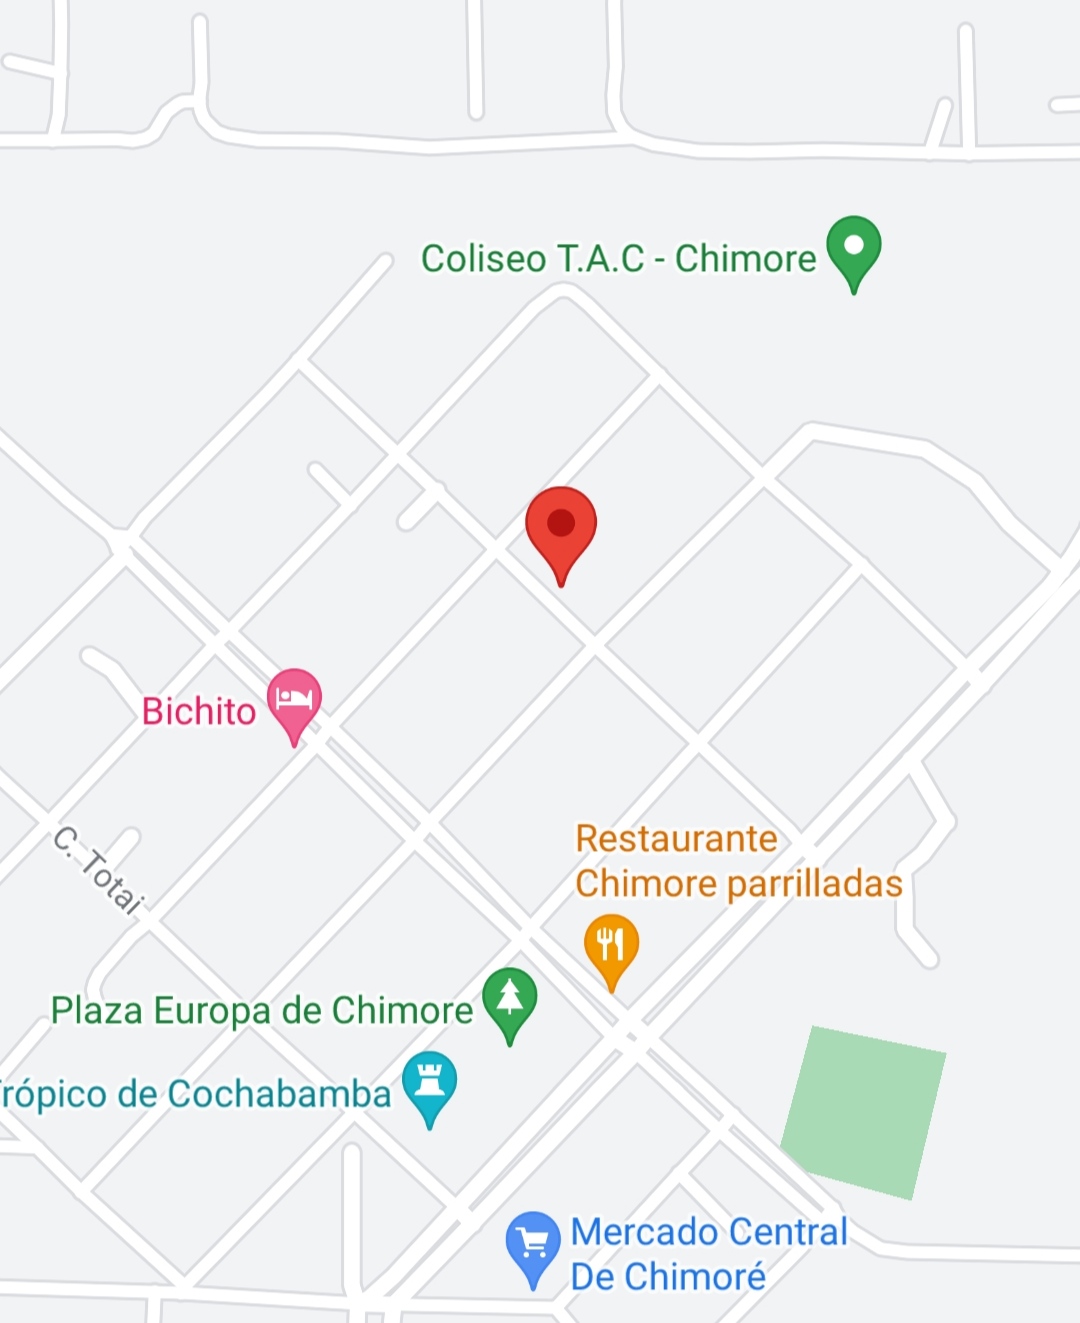 Coliseo T.A.C - Chimore
Bichito
C. Totai
Restaurante
Chimore parrilladas
Plaza Europa de Chimore
rópico de Cochabamba
Mercado Central
De Chimoré